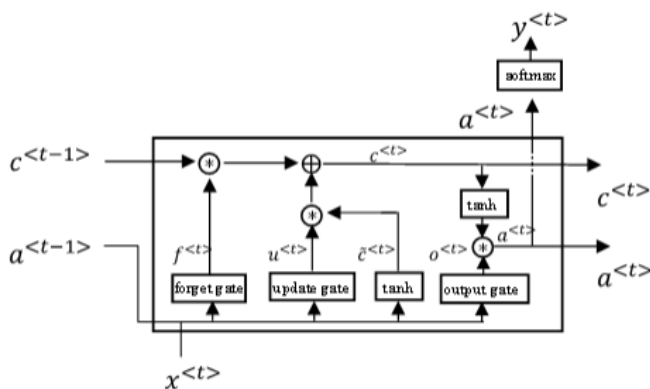 y<t>
softmax
a<t>
c<t-1>
*
⊕
c<t>
c<t>
tanh
*
a<t-1>
f<t>
u<t>
c̃<t>
o<t>
*
a<t>
a<t>
forget gate
update gate
tanh
output gate
x<t>